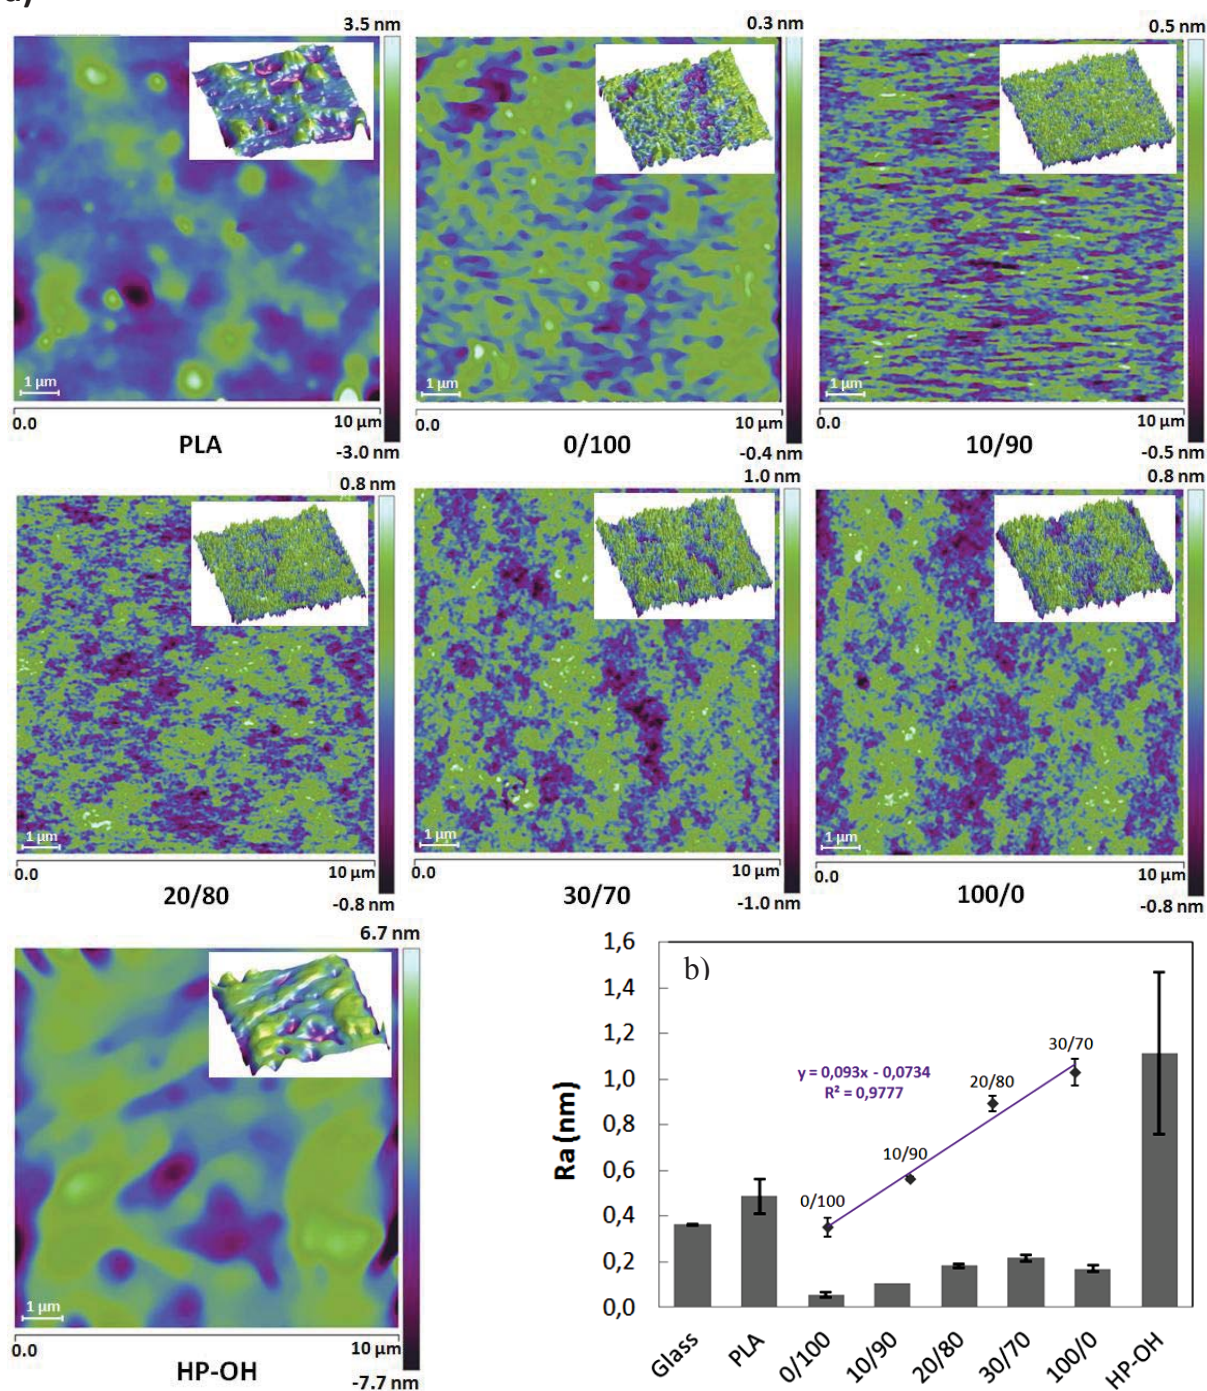 3.5 nm
0.3 nm
0.5 nm
1 µm
1 µm
1 µm
0.0
10 µm
0.0
10 µm
0.0
10 µm
PLA
-3.0 nm
0/100
-0.4 nm
10/90
-0.5 nm
0.8 nm
1.0 nm
0.8 nm
1 µm
1 µm
1 µm
0.0
10 µm
0.0
10 µm
0.0
10 µm
20/80
-0.8 nm
30/70
-1.0 nm
100/0
-0.8 nm
6.7 nm
1 µm
0.0
10 µm
HP-OH
-7.7 nm
b)
Ra (nm)
1,6
1,4
1,2
1,0
0,8
0,6
0,4
0,2
0,0
y = 0,093x - 0,0734
R² = 0,9777
30/70
20/80
10/90
0/100
Glass
PLA
0/100
10/90
20/80
30/70
100/0
HP-OH